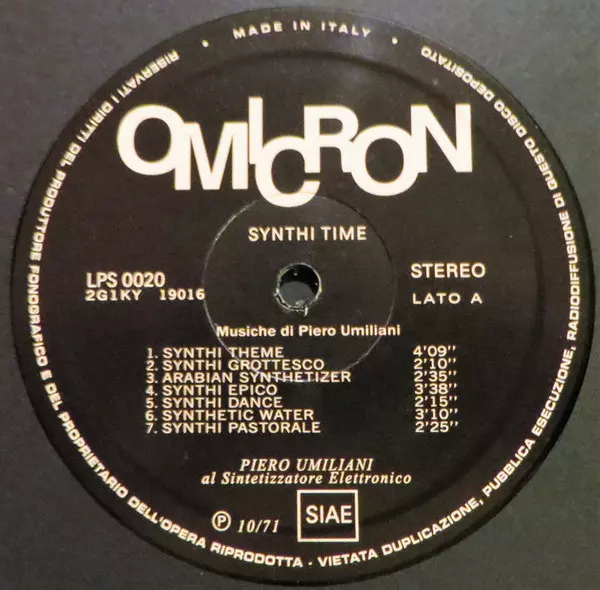 MADE IN ITALY
RISERVATI I DIRITTI DEL PRODUTTORE FONOGRAFICO E DEL PROPRIETARIO DELL'OPERA RIPRODOTTA - VIETATA DUPLICAZIONE, PUBBLICA ESECUZIONE, RADIODIFFUSIONE DI QUESTO DISCO DEPOSITATO
OMICRON
SYNTHI TIME
LPS 0020 STEREO
2G1KY 19016 LATO A
Musiche di Piero Umiliani
1. SYNTHI THEME 4'09"
2. SYNTHI GROTTESCO 2'10"
3. ARABIAN SYNTHETIZER 2'35"
4. SYNTHI EPICO 3'38"
5. SYNTHI DANCE 2'15"
6. SYNTHETIC WATER 3'10"
7. SYNTHI PASTORALE 2'25"
PIERO UMILIANI
al Sintetizzatore Elettronico
℗ 10/71 SIAE